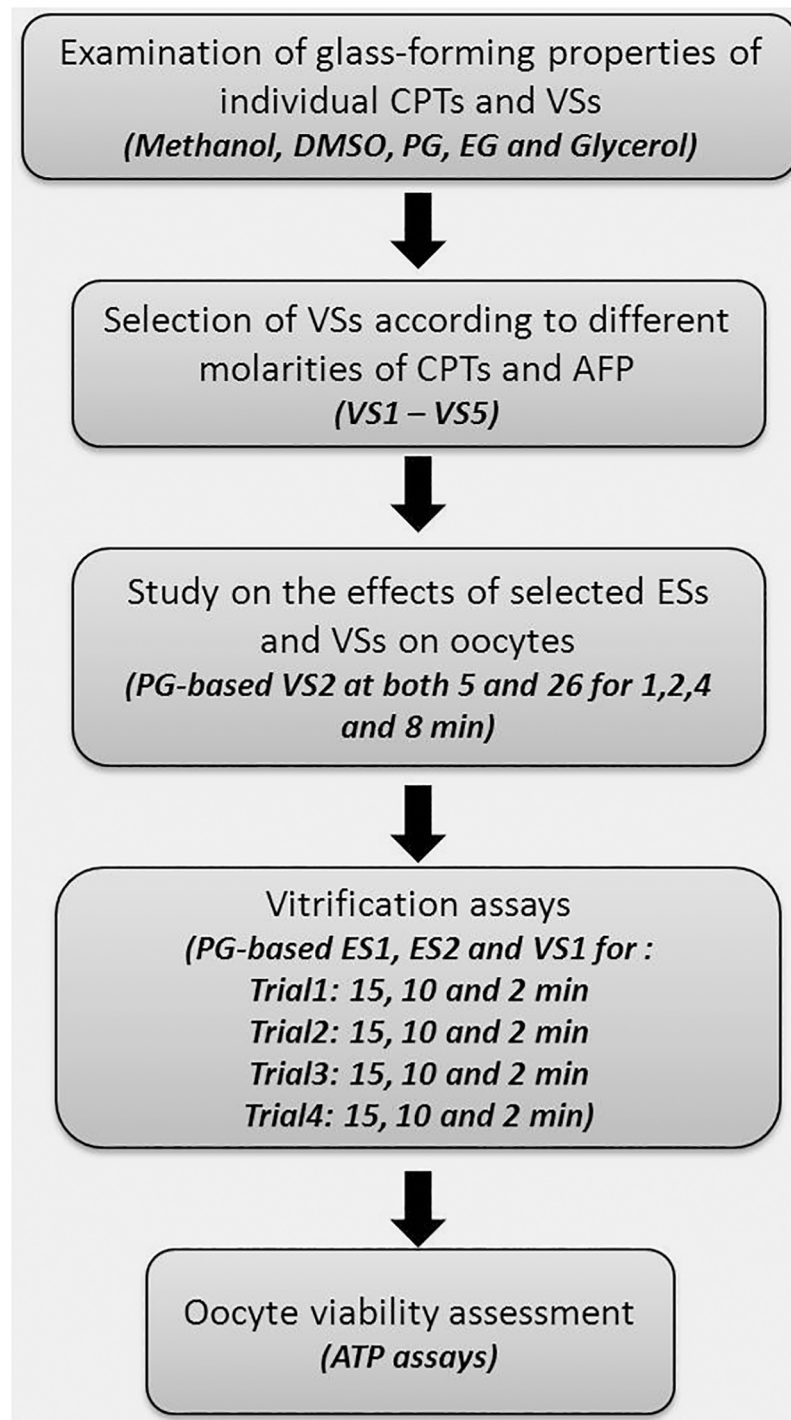 Examination of glass-forming properties of
individual CPTs and VSs
(Methanol, DMSO, PG, EG and Glycerol)
Selection of VSs according to different
molarities of CPTs and AFP
(VS1 – VS5)
Study on the effects of selected ESs
and VSs on oocytes
(PG-based VS2 at both 5 and 26 for 1,2,4
and 8 min)
Vitrification assays
(PG-based ES1, ES2 and VS1 for :
Trial1: 15, 10 and 2 min
Trial2: 15, 10 and 2 min
Trial3: 15, 10 and 2 min
Trial4: 15, 10 and 2 min)
Oocyte viability assessment
(ATP assays)